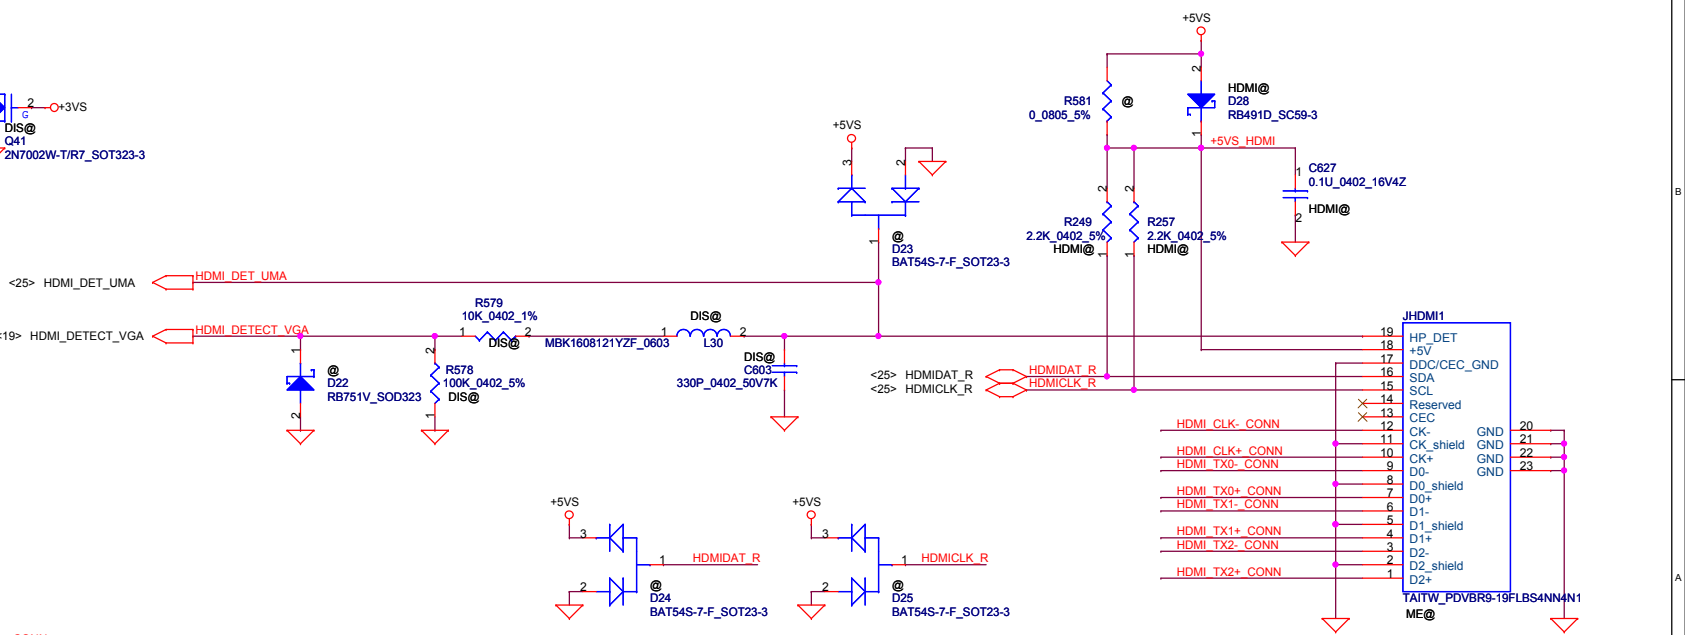 +5VS
2
+3VS
G
DIS@
Q41
2N7002W-T/R7_SOT323-3
+5VS
3
2
1
@
D23
BAT54S-7-F_SOT23-3
R581
0_0805_5%
@
2
HDMI@
D28
RB491D_SC59-3
1
+5VS_HDMI
1
C627
0.1U_0402_16V4Z
HDMI@
2
2
2
R249
2.2K_0402_5%
HDMI@
1
R257
2.2K_0402_5%
HDMI@
1
B
<25> HDMI_DET_UMA
HDMI_DET_UMA
<19> HDMI_DETECT_VGA
HDMI_DETECT_VGA
R579
10K_0402_1%
1
2
DIS@
DIS@
1
2
MBK1608121YZF_0603
L30
1
@
D22
RB751V_SOD323
2
2
R578
100K_0402_5%
DIS@
1
DIS@
C603
330P_0402_50V7K
<25> HDMIDAT_R
HDMIDAT_R
<25> HDMICLK_R
HDMICLK_R
JHDMI1
19 HP_DET
18 +5V
17 DDC/CEC_GND
16 SDA
15 SCL
14 Reserved
13 CEC
HDMI_CLK-_CONN 12 CK- GND 20
11 CK_shield GND 21
HDMI_CLK+_CONN 10 CK+ GND 22
HDMI_TX0-_CONN 9 D0- GND 23
8 D0_shield
HDMI_TX0+_CONN 7 D0+
HDMI_TX1-_CONN 6 D1-
5 D1_shield
HDMI_TX1+_CONN 4 D1+
HDMI_TX2-_CONN 3 D2-
2 D2_shield
HDMI_TX2+_CONN 1 D2+
TAITW_PDVBR9-19FLBS4NN4N1
ME@
+5VS
3
1
HDMIDAT_R
2
@
D24
BAT54S-7-F_SOT23-3
+5VS
3
1
HDMICLK_R
2
@
D25
BAT54S-7-F_SOT23-3
A